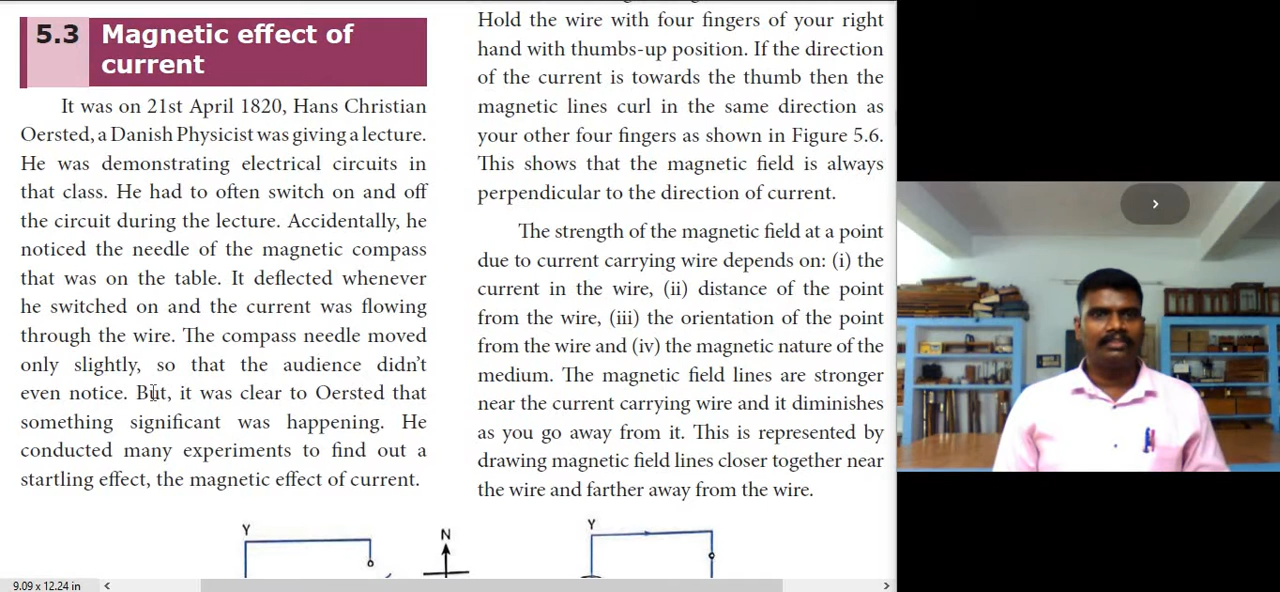 5.3 Magnetic effect of
current
It was on 21st April 1820, Hans Christian
Oersted, a Danish Physicist was giving a lecture.
He was demonstrating electrical circuits in
that class. He had to often switch on and off
the circuit during the lecture. Accidentally, he
noticed the needle of the magnetic compass
that was on the table. It deflected whenever
he switched on and the current was flowing
through the wire. The compass needle moved
only slightly, so that the audience didn’t
even notice. But, it was clear to Oersted that
something significant was happening. He
conducted many experiments to find out a
startling effect, the magnetic effect of current.
Y
N
Hold the wire with four fingers of your right
hand with thumbs-up position. If the direction
of the current is towards the thumb then the
magnetic lines curl in the same direction as
your other four fingers as shown in Figure 5.6.
This shows that the magnetic field is always
perpendicular to the direction of current.
The strength of the magnetic field at a point
due to current carrying wire depends on: (i) the
current in the wire, (ii) distance of the point
from the wire, (iii) the orientation of the point
from the wire and (iv) the magnetic nature of the
medium. The magnetic field lines are stronger
near the current carrying wire and it diminishes
as you go away from it. This is represented by
drawing magnetic field lines closer together near
the wire and farther away from the wire.
Y
9.09 x 12.24 in